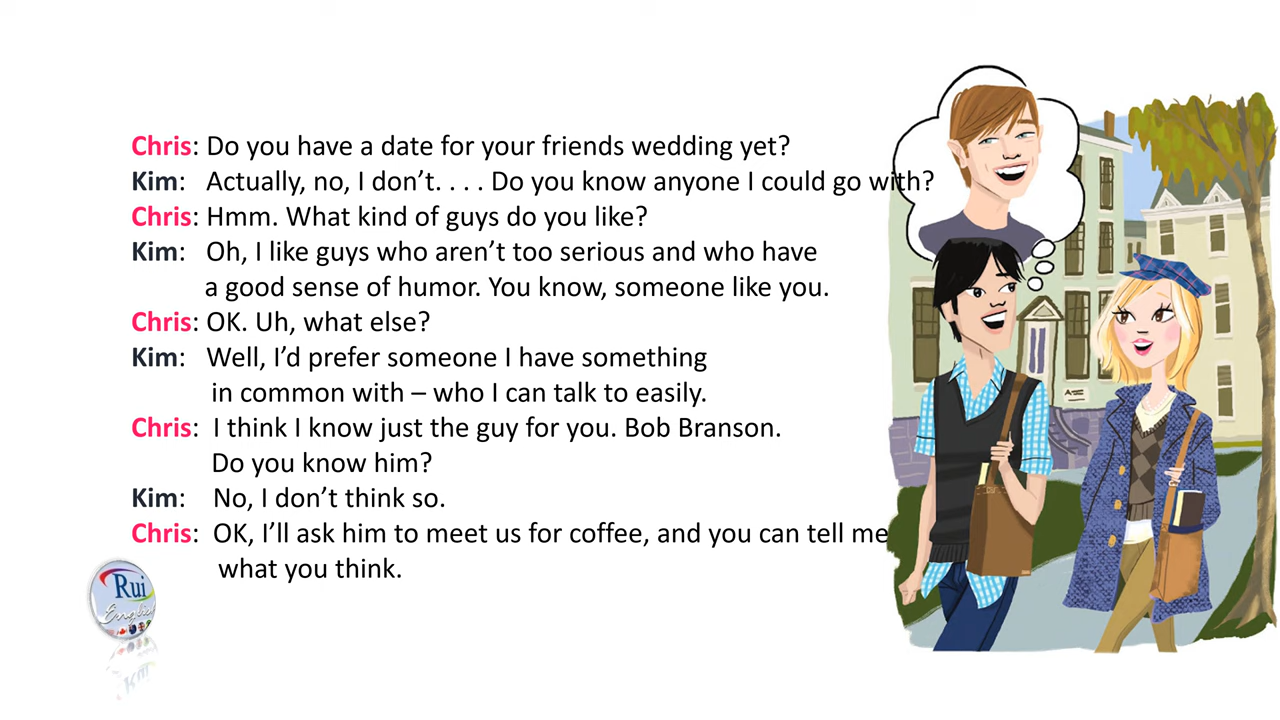 Chris: Do you have a date for your friends wedding yet?
Kim: Actually, no, I don’t. . . . Do you know anyone I could go with?
Chris: Hmm. What kind of guys do you like?
Kim: Oh, I like guys who aren’t too serious and who have
a good sense of humor. You know, someone like you.
Chris: OK. Uh, what else?
Kim: Well, I’d prefer someone I have something
in common with – who I can talk to easily.
Chris: I think I know just the guy for you. Bob Branson.
Do you know him?
Kim: No, I don’t think so.
Chris: OK, I’ll ask him to meet us for coffee, and you can tell me
what you think.
Rui
English